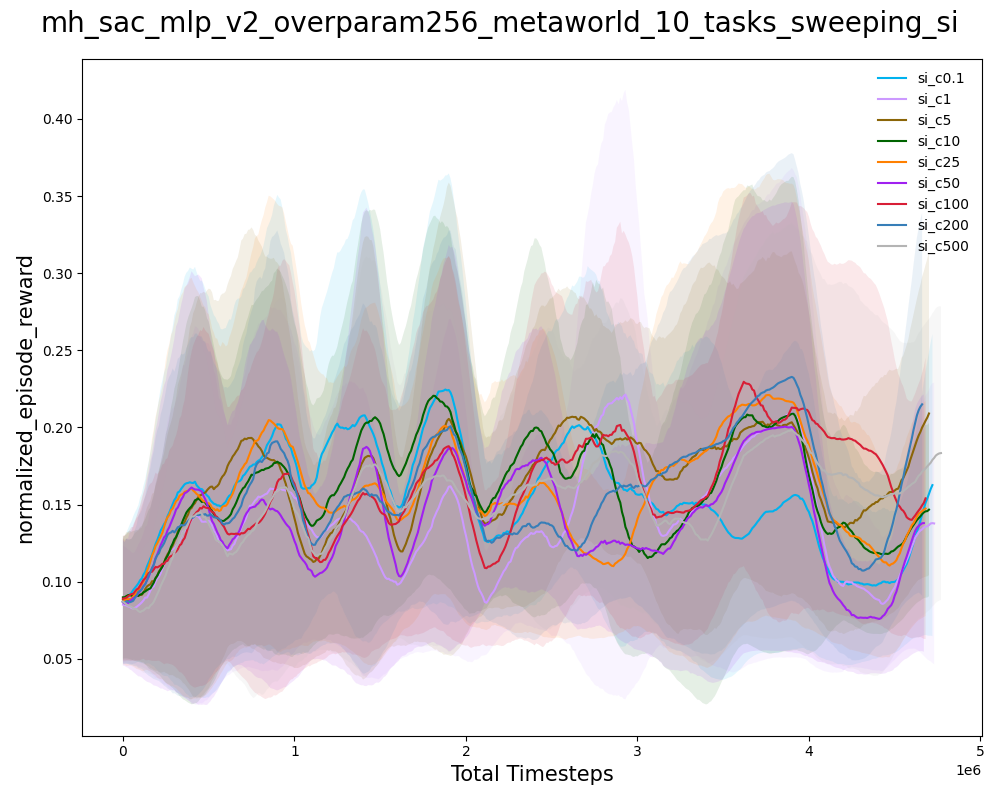 mh_sac_mlp_v2_overparam256_metaworld_10_tasks_sweeping_si
si_c0.1
si_c1
si_c5
si_c10
si_c25
si_c50
si_c100
si_c200
si_c500
normalized_episode_reward
0.40
0.35
0.30
0.25
0.20
0.15
0.10
0.05
0
1
2
3
4
5
1e6
Total Timesteps